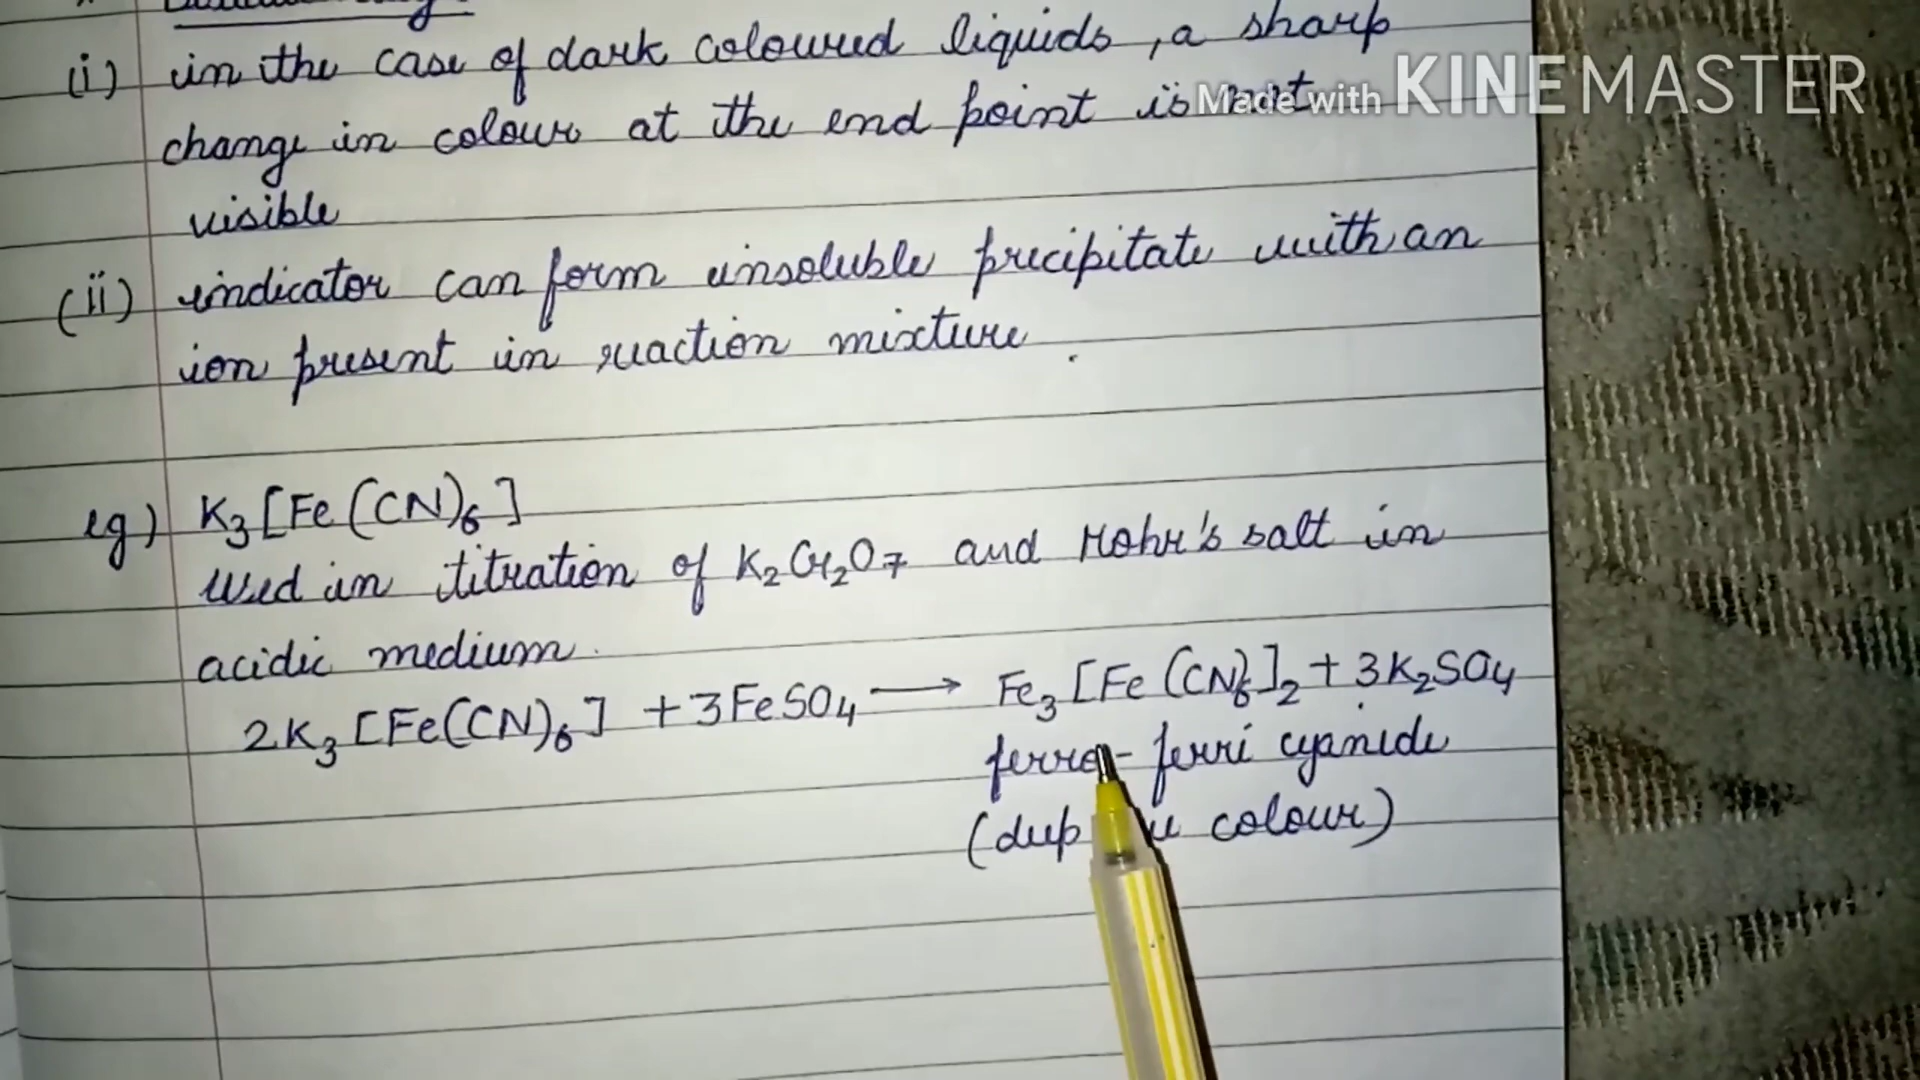 (i) in the case of dark coloured liquids, a sharp
Made with KINEMASTER
change in colour at the end point is not
visible
(ii) indicator can form insoluble precipitate with an
ion present in reaction mixture.
eg) K₃[Fe(CN)₆]
used in titration of K₂Cr₂O₇ and Mohr's salt in
acidic medium.
2K₃[Fe(CN)₆] + 3FeSO₄ → Fe₃[Fe(CN)₆]₂ + 3K₂SO₄
ferro-ferri cyanide
(deep colour)